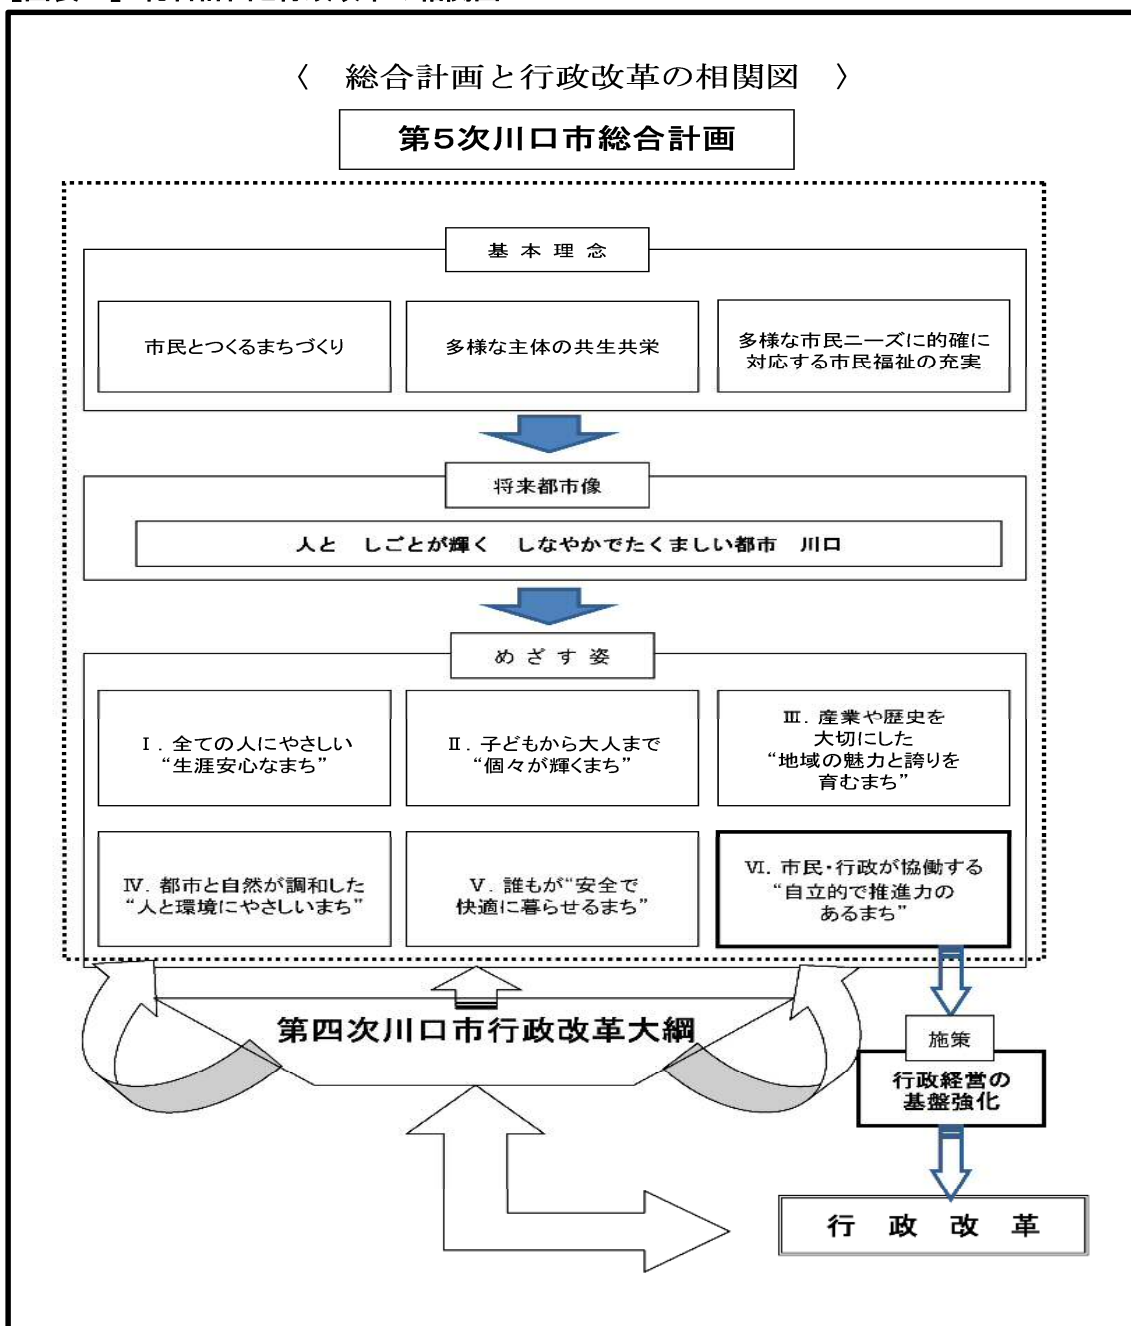 〈　総合計画と行政改革の相関図　〉
第5次川口市総合計画
基 本 理 念
市民とつくるまちづくり
多様な主体の共生共栄
多様な市民ニーズに的確に
対応する市民福祉の充実
将来都市像
人と　しごとが輝く　しなやかでたくましい都市　川口
め ざ す 姿
Ⅰ．全ての人にやさしい
“生涯安心なまち”
Ⅱ．子どもから大人まで
“個々が輝くまち”
Ⅲ．産業や歴史を
大切にした
“地域の魅力と誇りを
育むまち”
Ⅳ．都市と自然が調和した
“人と環境にやさしいまち”
Ⅴ．誰もが“安全で
快適に暮らせるまち”
Ⅵ．市民・行政が協働する
“自立的で推進力の
あるまち”
第四次川口市行政改革大綱
施策
行政経営の
基盤強化
行　政　改　革